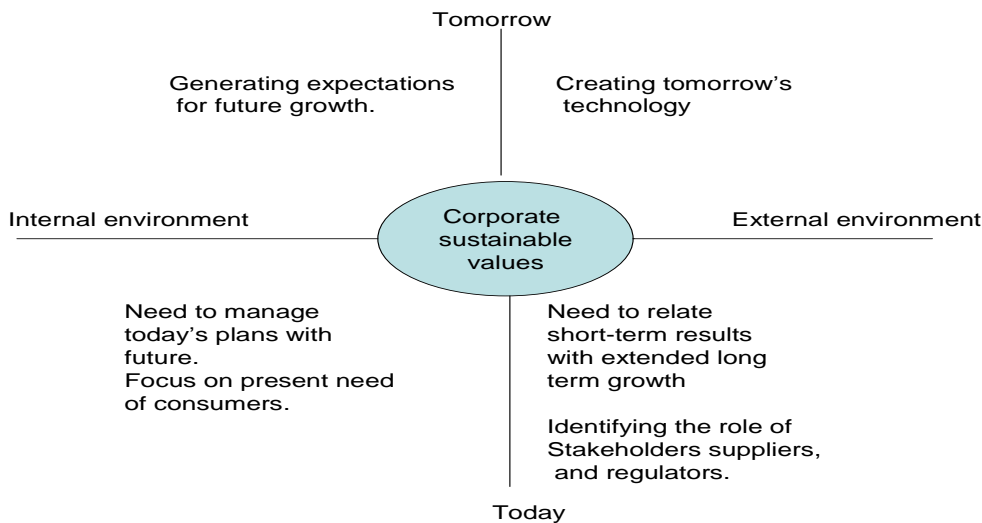 Tomorrow
Generating expectations
for future growth.
Creating tomorrow's
technology
Internal environment
Corporate
sustainable
values
External environment
Need to manage
today's plans with
future.
Focus on present need
of consumers.
Need to relate
short-term results
with extended long
term growth
Identifying the role of
Stakeholders suppliers,
and regulators.
Today